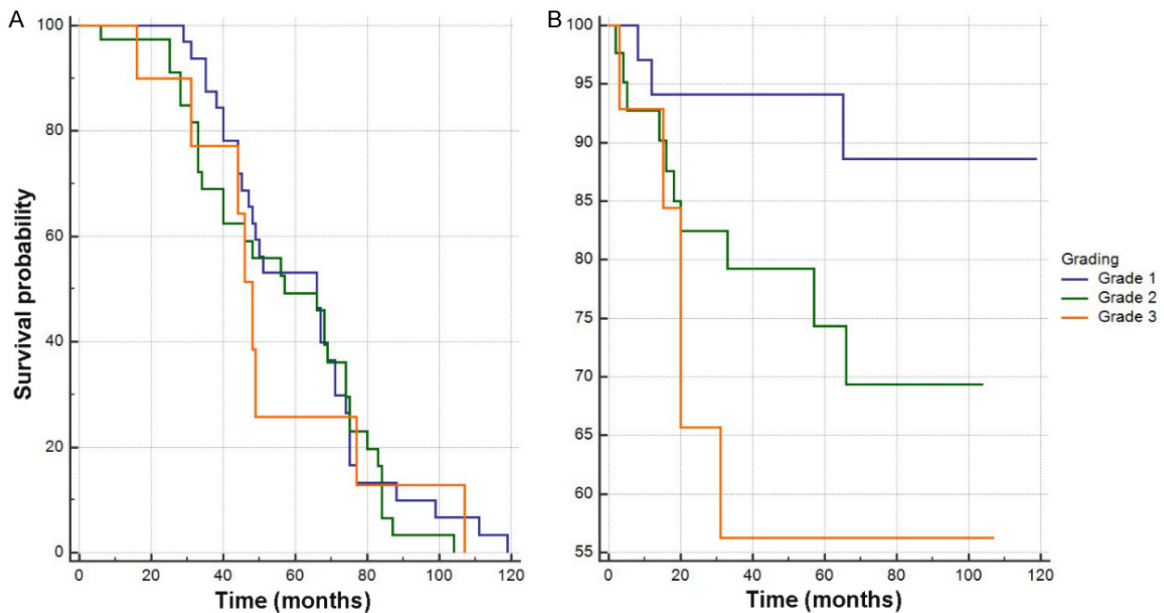 A
B
Survival probability
100
80
60
40
20
0
0 20 40 60 80 100 120
Time (months)
100
95
90
85
80
75
70
65
60
55
0 20 40 60 80 100 120
Time (months)
Grading
Grade 1
Grade 2
Grade 3